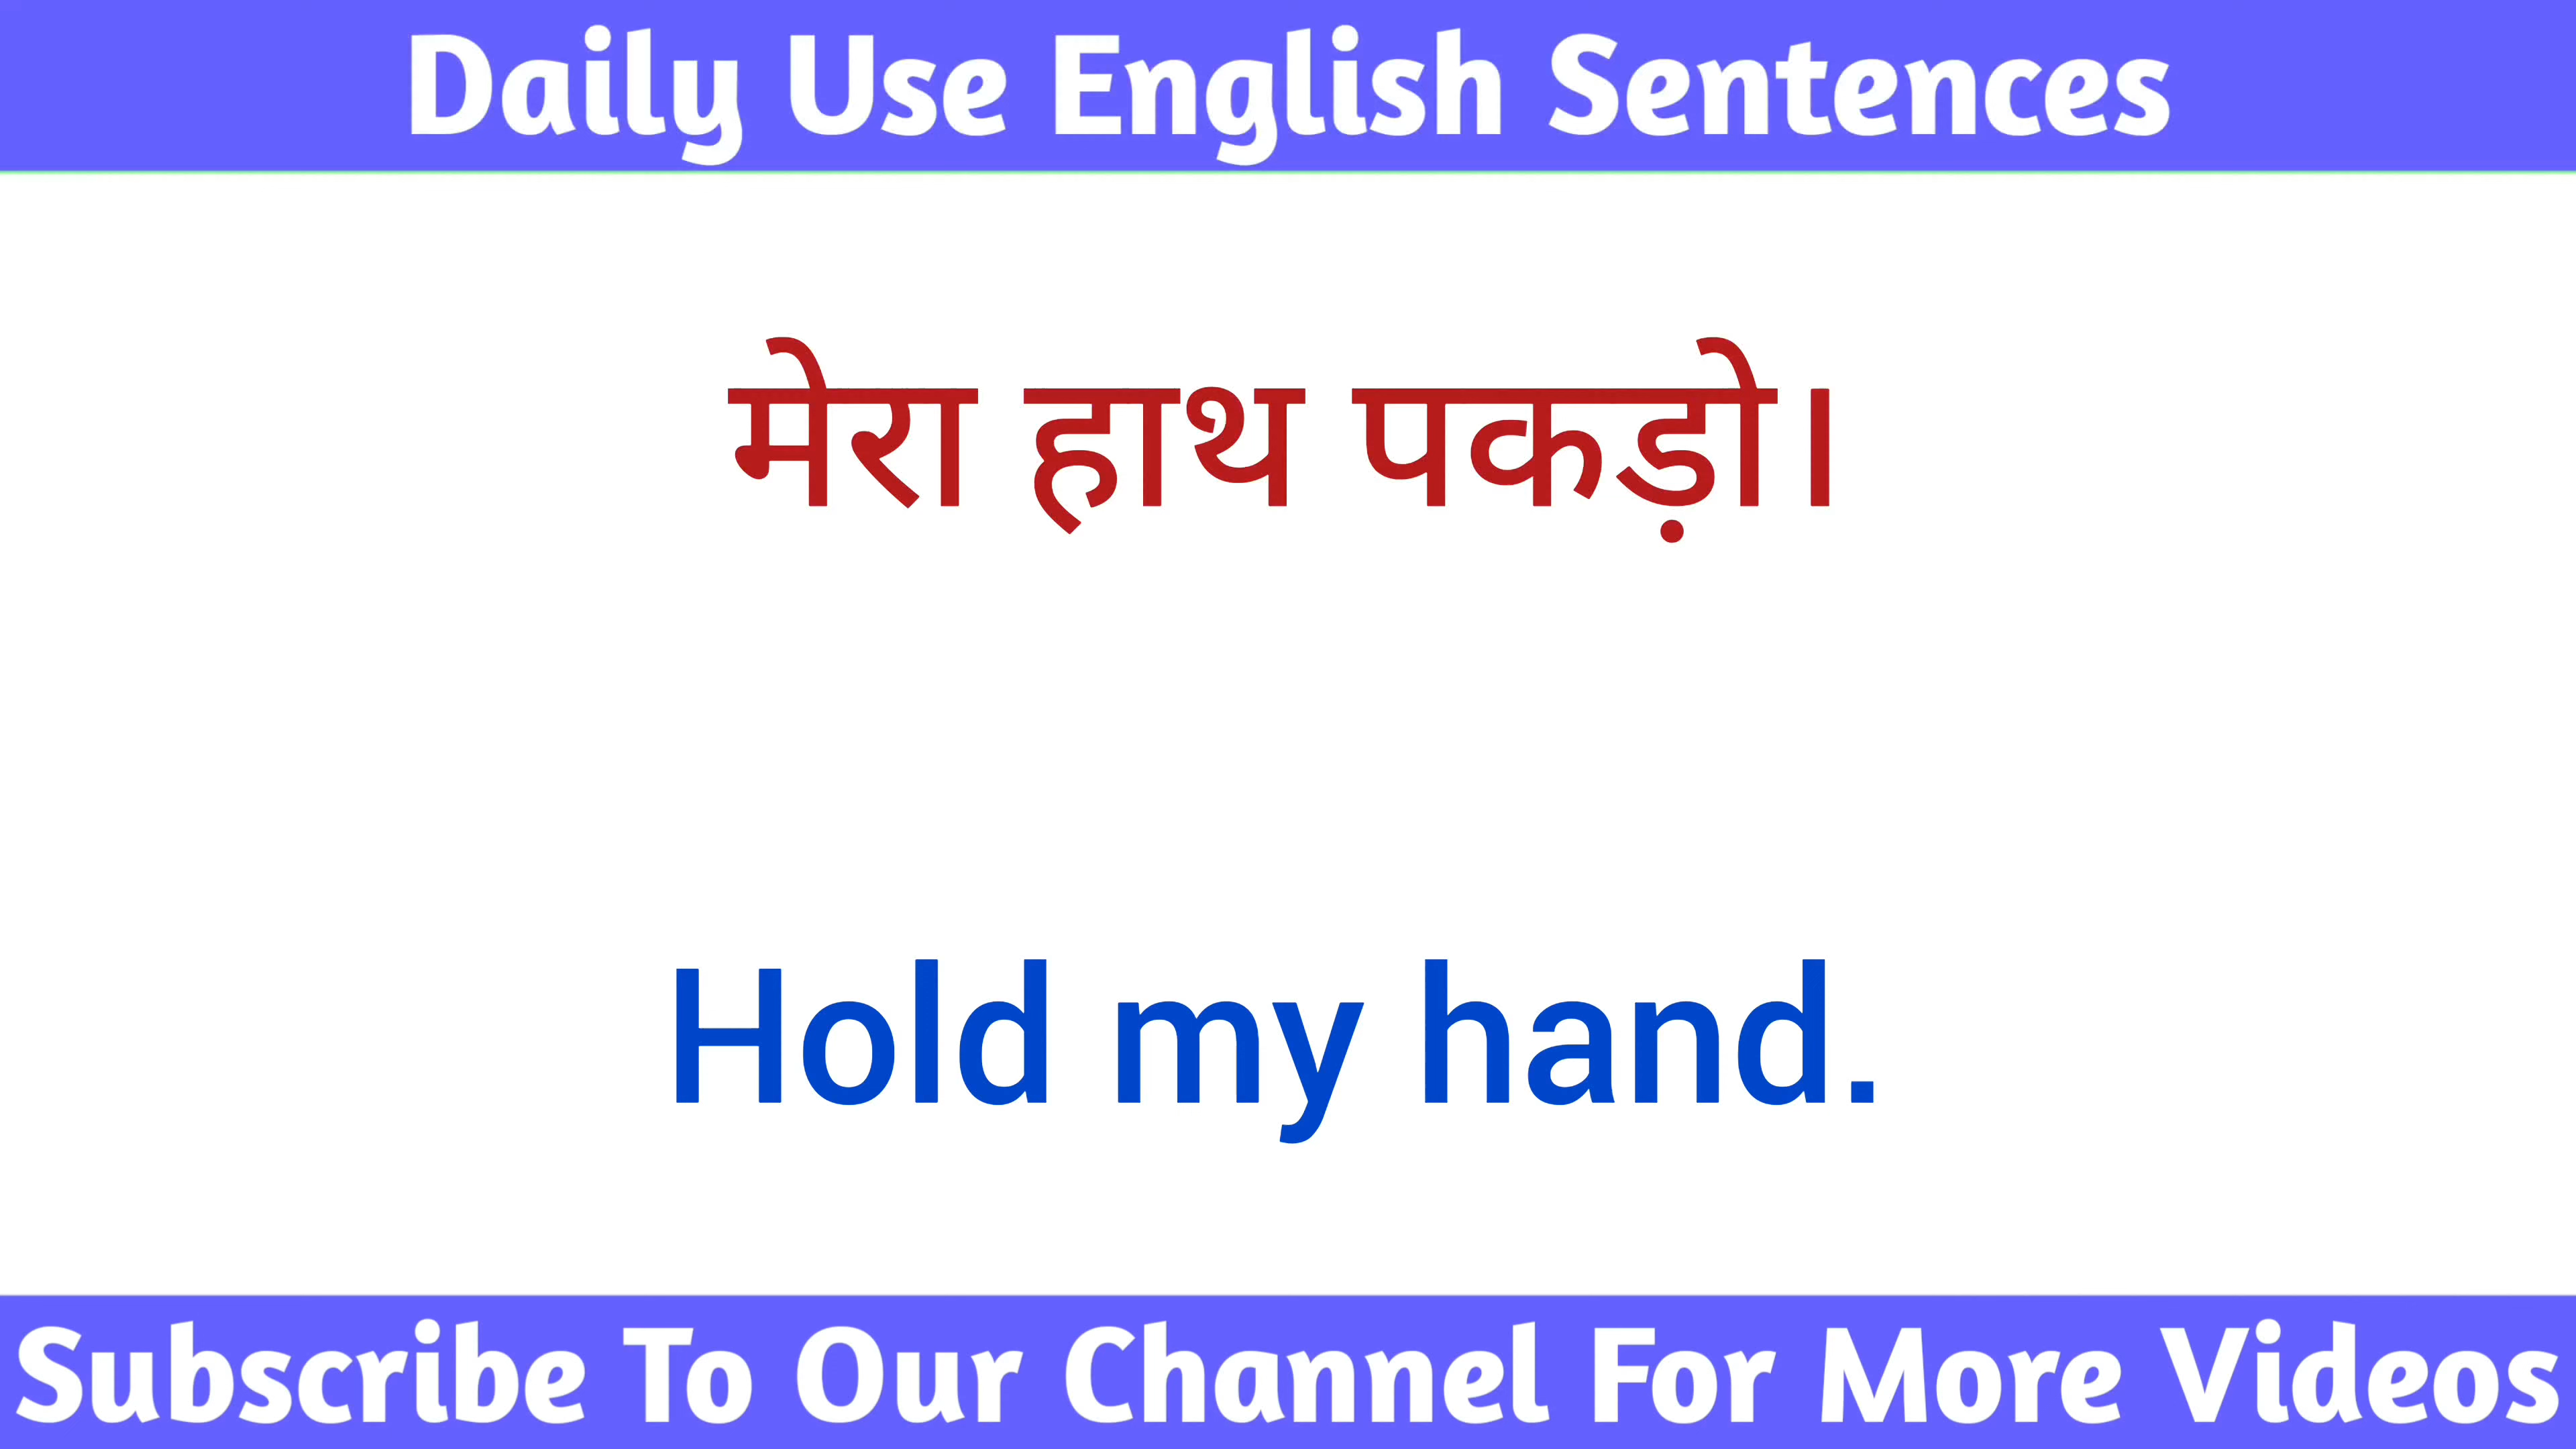 Daily Use English Sentences
मेरा हाथ पकड़ो।
Hold my hand.
Subscribe To Our Channel For More Videos